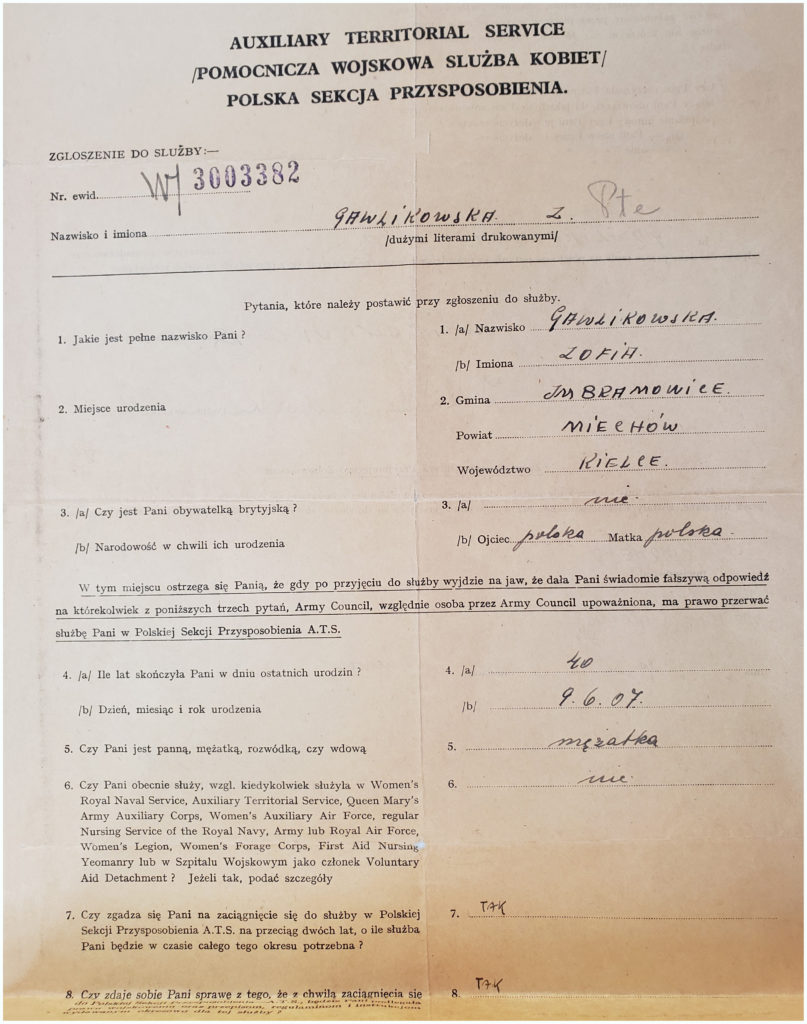 AUXILIARY TERRITORIAL SERVICE
/POMOCNICZA WOJSKOWA SLUŻBA KOBIET/
POLSKA SEKCJA PRZYSPOSOBIENIA.
ZGLOSZENIE DO SLUŻBY:—
Nr. ewid. W/ 3003382
Nazwisko i imiona GAWLIKOWSKA Z. Pte
/dużymi literami drukowanymi/
Pytania, które należy postawić przy zgłoszeniu do służby.
1. Jakie jest pełne nazwisko Pani ? 1. /a/ Nazwisko GAWLIKOWSKA.
/b/ Imiona ZOFIA.
2. Miejsce urodzenia 2. Gmina IMBRAMOWICE.
Powiat MIECHÓW
Województwo KIELCE.
3. /a/ Czy jest Pani obywatelką brytyjską ? 3. /a/ nie.
/b/ Narodowość w chwili ich urodzenia /b/ Ojciec polska Matka polska.
W tym miejscu ostrzega się Panią, że gdy po przyjęciu do służby wyjdzie na jaw, że dała Pani świadomie fałszywą odpowiedź
na którekolwiek z poniższych trzech pytań, Army Council, względnie osoba przez Army Council upoważniona, ma prawo przerwać
służbę Pani w Polskiej Sekcji Przysposobienia A.T.S.
4. /a/ Ile lat skończyła Pani w dniu ostatnich urodzin ? 4. /a/ 40
/b/ Dzień, miesiąc i rok urodzenia /b/ 9.6.07.
5. Czy Pani jest panną, mężatką, rozwódką, czy wdową 5. mężatka
6. Czy Pani obecnie służy, wzgl. kiedykolwiek służyla w Women's 6. nie.
Royal Naval Service, Auxiliary Territorial Service, Queen Mary's
Army Auxiliary Corps, Women's Auxiliary Air Force, regular
Nursing Service of the Royal Navy, Army lub Royal Air Force,
Women's Legion, Women's Forage Corps, First Aid Nursing
Yeomanry lub w Szpitalu Wojskowym jako członek Voluntary
Aid Detachment ? Jeżeli tak, podać szczegóły
7. Czy zgadza się Pani na zaciągnięcie się do służby w Polskiej 7. TAK
Sekcji Przysposobienia A.T.S. na przeciąg dwóch lat, o ile służba
Pani będzie w czasie całego tego okresu potrzebna ?
8. Czy zdaje sobie Pani sprawę z tego, że z chwilą zaciągnięcia się 8. TAK
do Polskiej Sekcji Przysposobienia A.T.S., będzie Pani podlegała